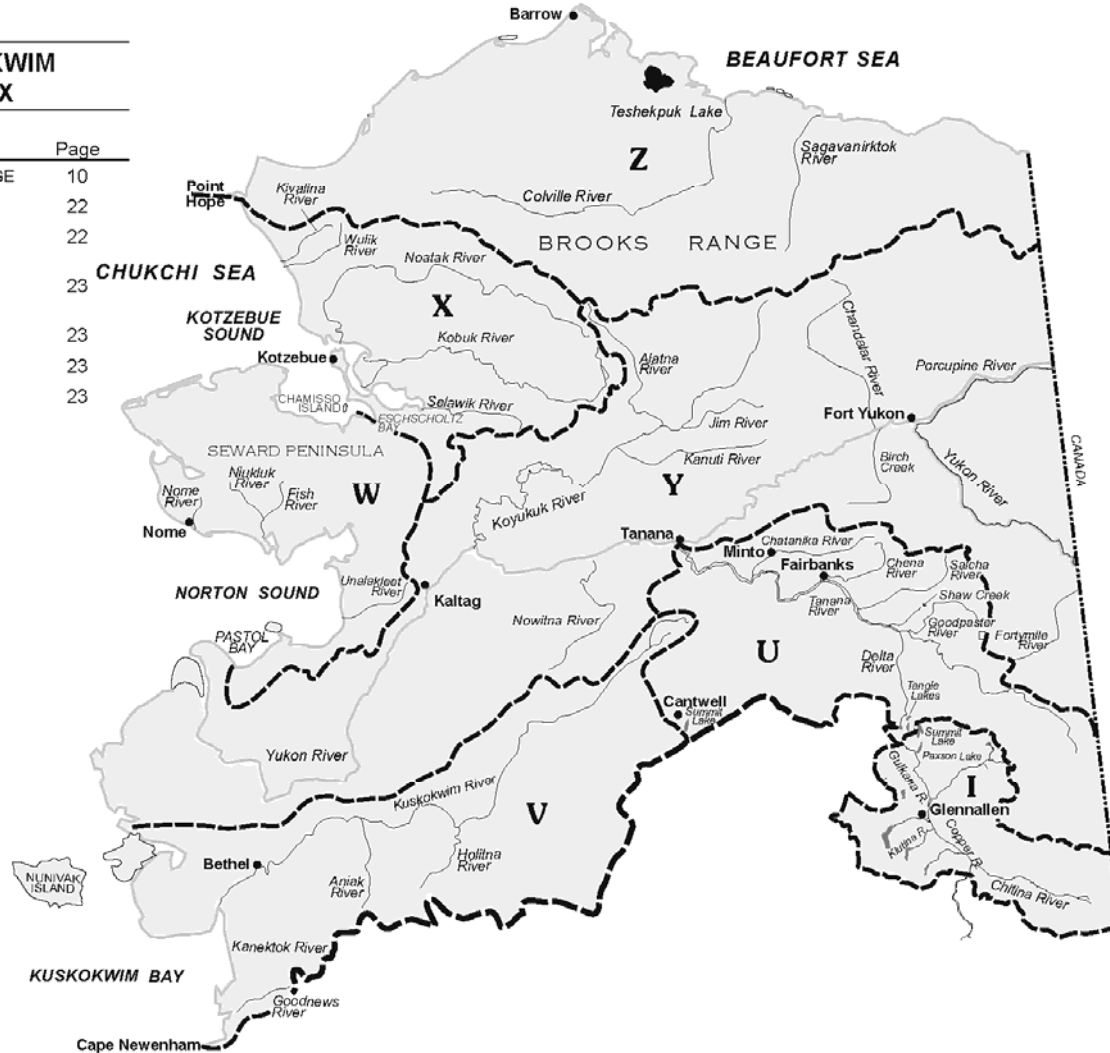 KWIM
X
Page
GE 10
22
22
23
23
23
23
Barrow
BEAUFORT SEA
Teshekpuk Lake
Z
Sagavanirktok
River
Point
Hope
Kivalina
River
Colville River
Wulik
River
BROOKS RANGE
Noatak River
CHUKCHI SEA
X
KOTZEBUE
SOUND
Kobuk River
Kotzebue
Alatna
River
Chandalar River
Porcupine River
CHAMISSO
ISLAND
Selawik River
ESCHSCHOLTZ
BAY
Jim River
Fort Yukon
SEWARD PENINSULA
Kanuti River
Birch
Creek
Yukon River
CANADA
Niukluk
River
Nome
River
Fish
River
W
Y
Koyukuk River
Nome
Tanana
Chatanika River
Minto
Fairbanks
Chena
River
Salcha
River
Unalakleet
River
Kaltag
NORTON SOUND
Tanana
River
Shaw Creek
Nowitna River
Goodpaster
River
Fortymile
River
PASTOL
BAY
U
Delta
River
Tangle
Lakes
Cantwell
Summit
Lake
Summit
Lake
Paxson Lake
Yukon River
Gulkana R.
Kuskokwim River
V
I
Glennallen
Klutina R.
Copper R.
Bethel
Holitna
River
Aniak
River
NUNIVAK
ISLAND
Chitina River
Kanektok River
KUSKOKWIM BAY
Goodnews
River
Cape Newenham